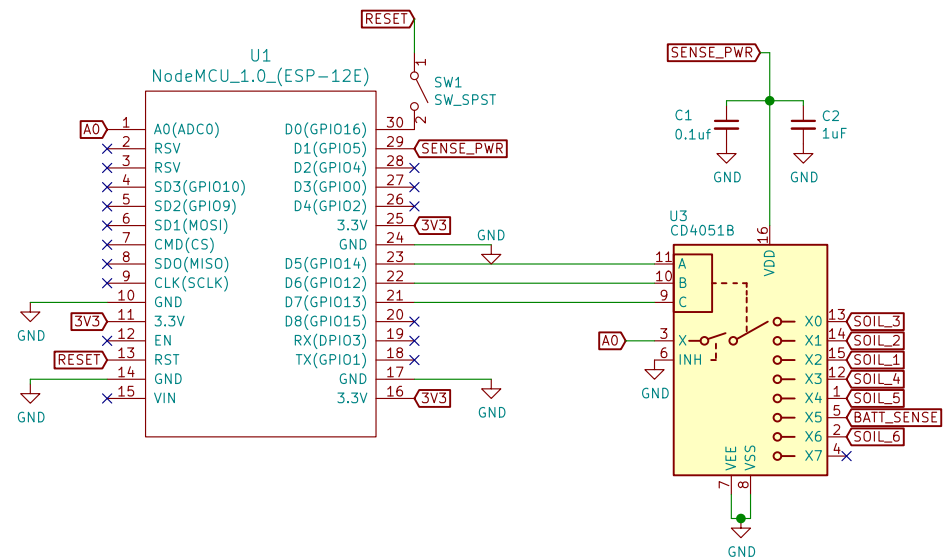 RESET
U1
NodeMCU_1.0_(ESP-12E)
1
SW1
SW_SPST
2
A0 1 A0(ADC0) D0(GPIO16) 30
2 RSV D1(GPIO5) 29 SENSE_PWR
3 RSV D2(GPIO4) 28
4 SD3(GPIO10) D3(GPIO0) 27
5 SD2(GPIO9) D4(GPIO2) 26
6 SD1(MOSI) 3.3V 25 3V3
7 CMD(CS) GND 24 GND
8 SDO(MISO) D5(GPIO14) 23
9 CLK(SCLK) D6(GPIO12) 22
10 GND D7(GPIO13) 21
GND
3V3 11 3.3V D8(GPIO15) 20
12 EN RX(DPIO3) 19
RESET 13 RST TX(GPIO1) 18
14 GND GND 17
GND
GND
15 VIN 3.3V 16 3V3
SENSE_PWR
C1
0.1uf
GND
C2
1uF
GND
U3
CD4051B
16
VDD
11 A
10 B
9 C
A0 3 X
6 INH
GND
X0 13 SOIL_3
X1 14 SOIL_2
X2 15 SOIL_1
X3 12 SOIL_4
X4 1 SOIL_5
X5 5 BATT_SENSE
X6 2 SOIL_6
X7 4
VEE VSS
7 8
GND